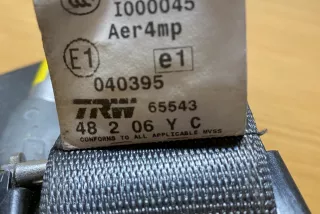 I000045
Aer4mp
E1 e1
040395
TRW 65543
48 2 06 Y C
CONFORMS TO ALL APPLICABLE MVSS